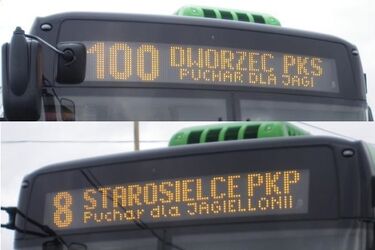 100 DWORZEC PKS
PUCHAR DLA JAGI
8 STAROSIELCE PKP
Puchar dla JAGIELLONII